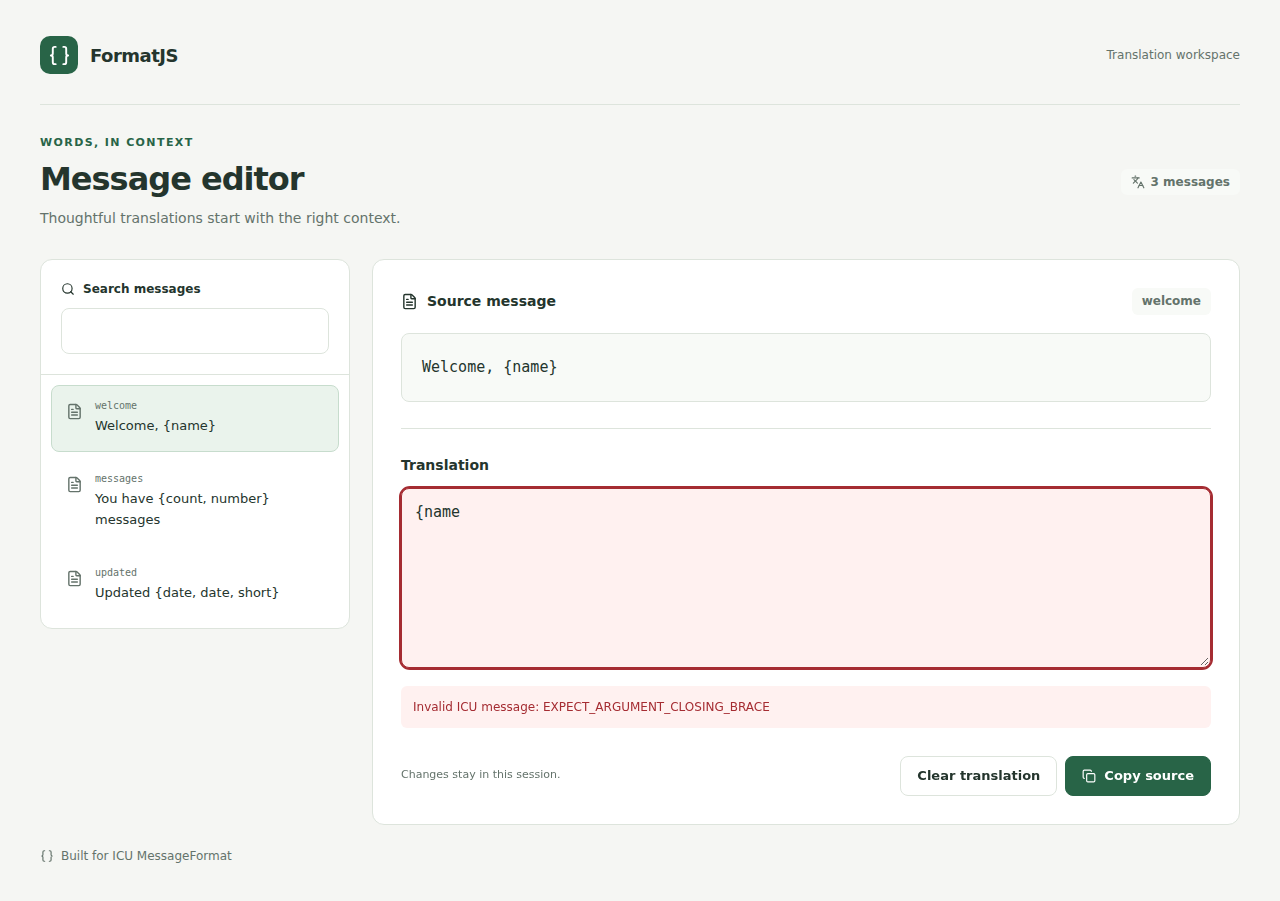 { } FormatJS
Translation workspace
WORDS, IN CONTEXT
Message editor
Thoughtful translations start with the right context.
3 messages
Search messages
welcome
Welcome, {name}
messages
You have {count, number}
messages
updated
Updated {date, date, short}
Source message
welcome
Welcome, {name}
Translation
{name
Invalid ICU message: EXPECT_ARGUMENT_CLOSING_BRACE
Changes stay in this session.
Clear translation
Copy source
{ } Built for ICU MessageFormat